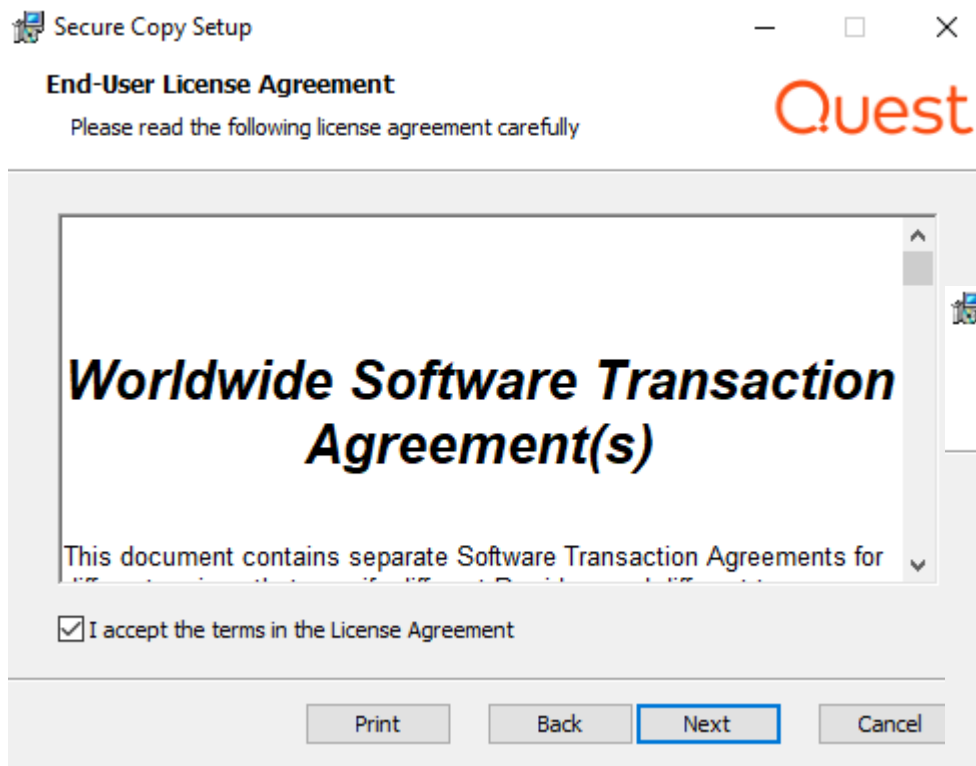 Secure Copy Setup
End-User License Agreement
Please read the following license agreement carefully
Quest
Worldwide Software Transaction
Agreement(s)
This document contains separate Software Transaction Agreements for
I accept the terms in the License Agreement
Print
Back
Next
Cancel